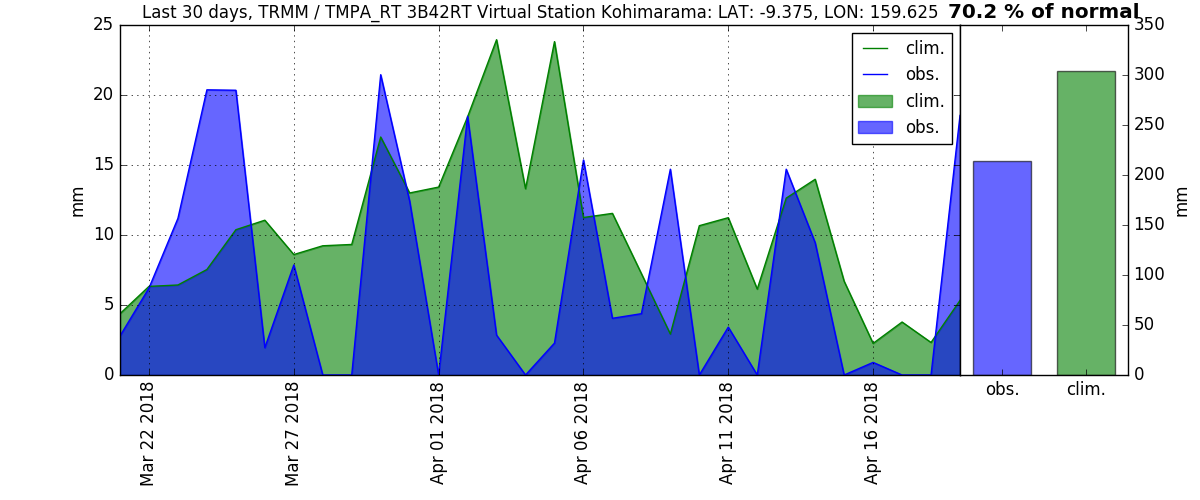 Last 30 days, TRMM / TMPA_RT 3B42RT Virtual Station Kohimarama: LAT: -9.375, LON: 159.625
70.2 % of normal
25
20
15
10
5
0
mm
clim.
obs.
clim.
obs.
350
300
250
200
150
100
50
0
mm
obs.
clim.
Mar 22 2018
Mar 27 2018
Apr 01 2018
Apr 06 2018
Apr 11 2018
Apr 16 2018